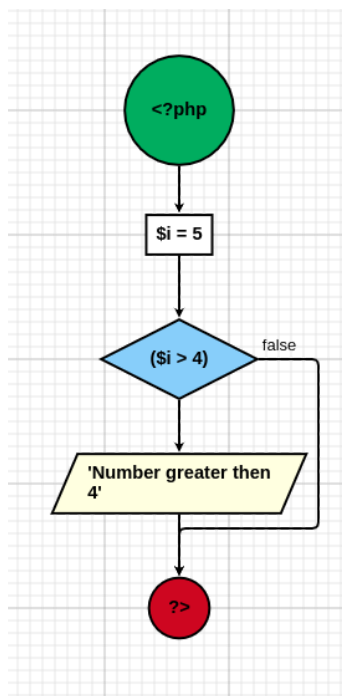 <?php
$i = 5
($i > 4)
false
'Number greater then
4'
?>